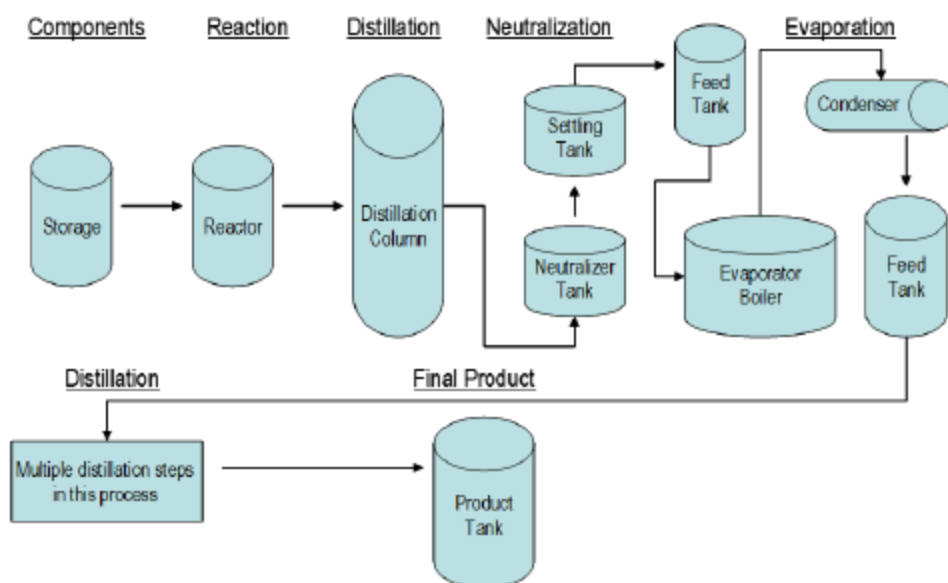 Components
Reaction
Distillation
Neutralization
Evaporation
Storage
Reactor
Distillation
Column
Settling
Tank
Neutralizer
Tank
Feed
Tank
Evaporator
Boiler
Condenser
Feed
Tank
Distillation
Final Product
Multiple distillation steps
in this process
Product
Tank